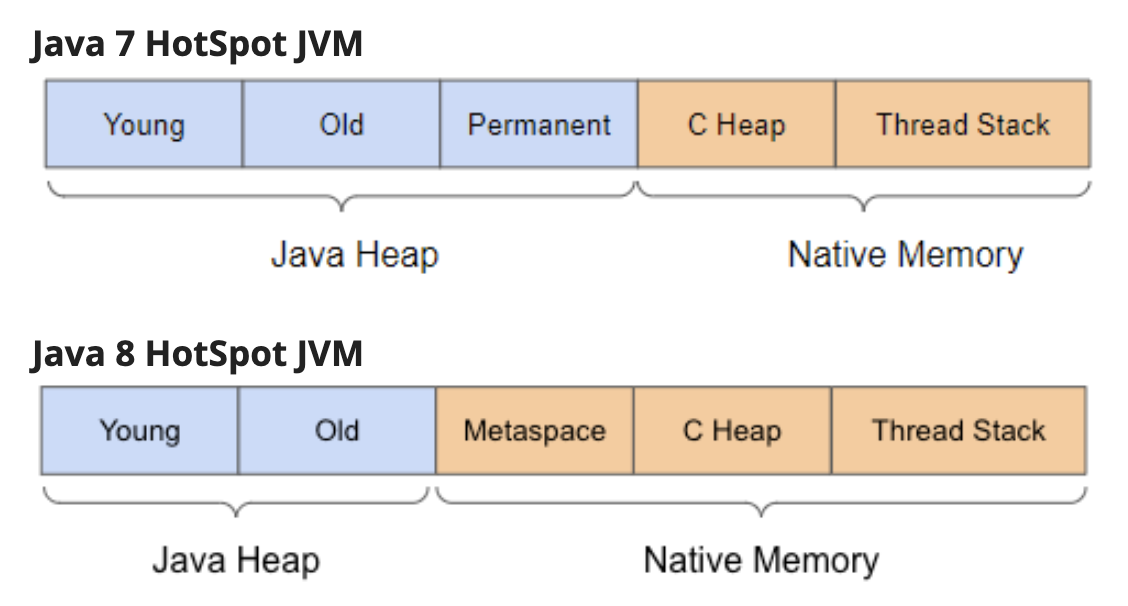 Java 7 HotSpot JVM
Young Old Permanent C Heap Thread Stack
Java Heap Native Memory
Java 8 HotSpot JVM
Young Old Metaspace C Heap Thread Stack
Java Heap Native Memory